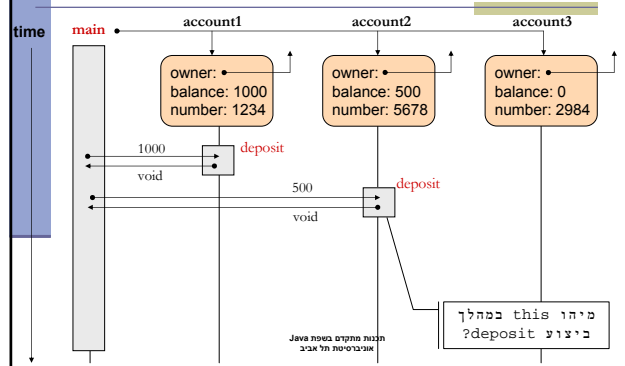 time
main
account1
account2
account3
owner:
balance: 1000
number: 1234
owner:
balance: 500
number: 5678
owner:
balance: 0
number: 2984
1000
deposit
void
500
deposit
void
מיהו this במהלך
ביצוע deposit?
תכנות מתקדם בשפת Java
אוניברסיטת תל אביב